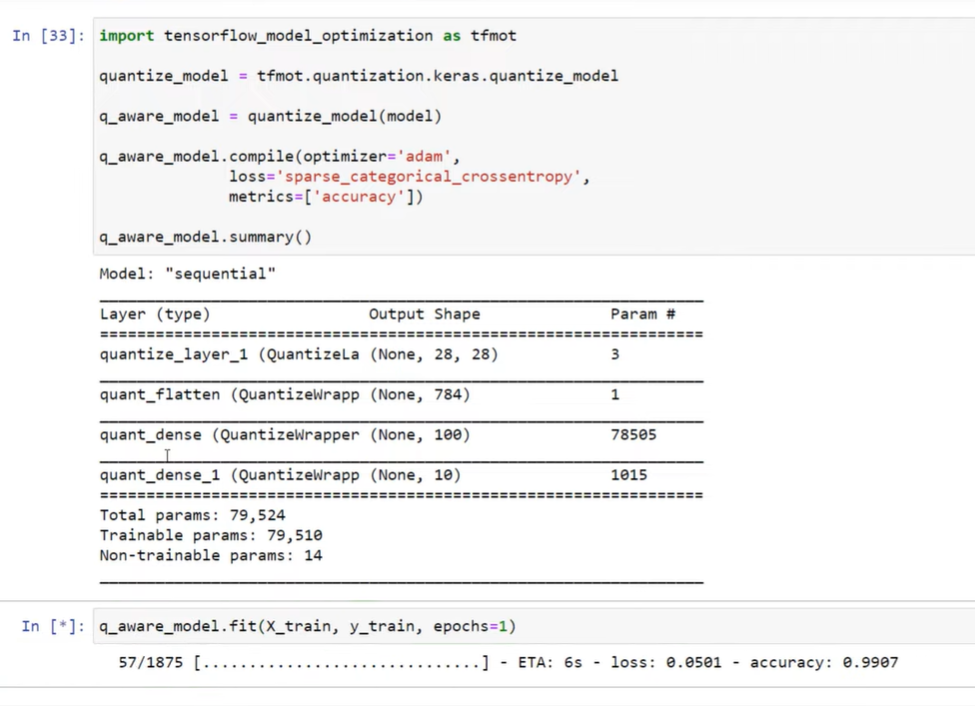 In [33]: import tensorflow_model_optimization as tfmot
quantize_model = tfmot.quantization.keras.quantize_model
q_aware_model = quantize_model(model)
q_aware_model.compile(optimizer='adam',
loss='sparse_categorical_crossentropy',
metrics=['accuracy'])
q_aware_model.summary()
Model: "sequential"
_________________________________________________________________
Layer (type) Output Shape Param #
=================================================================
quantize_layer_1 (QuantizeLa (None, 28, 28) 3
_________________________________________________________________
quant_flatten (QuantizeWrapp (None, 784) 1
_________________________________________________________________
quant_dense (QuantizeWrapper (None, 100) 78505
_________________________________________________________________
quant_dense_1 (QuantizeWrapp (None, 10) 1015
=================================================================
Total params: 79,524
Trainable params: 79,510
Non-trainable params: 14
_________________________________________________________________
In [*]: q_aware_model.fit(X_train, y_train, epochs=1)
57/1875 [..............................] - ETA: 6s - loss: 0.0501 - accuracy: 0.9907